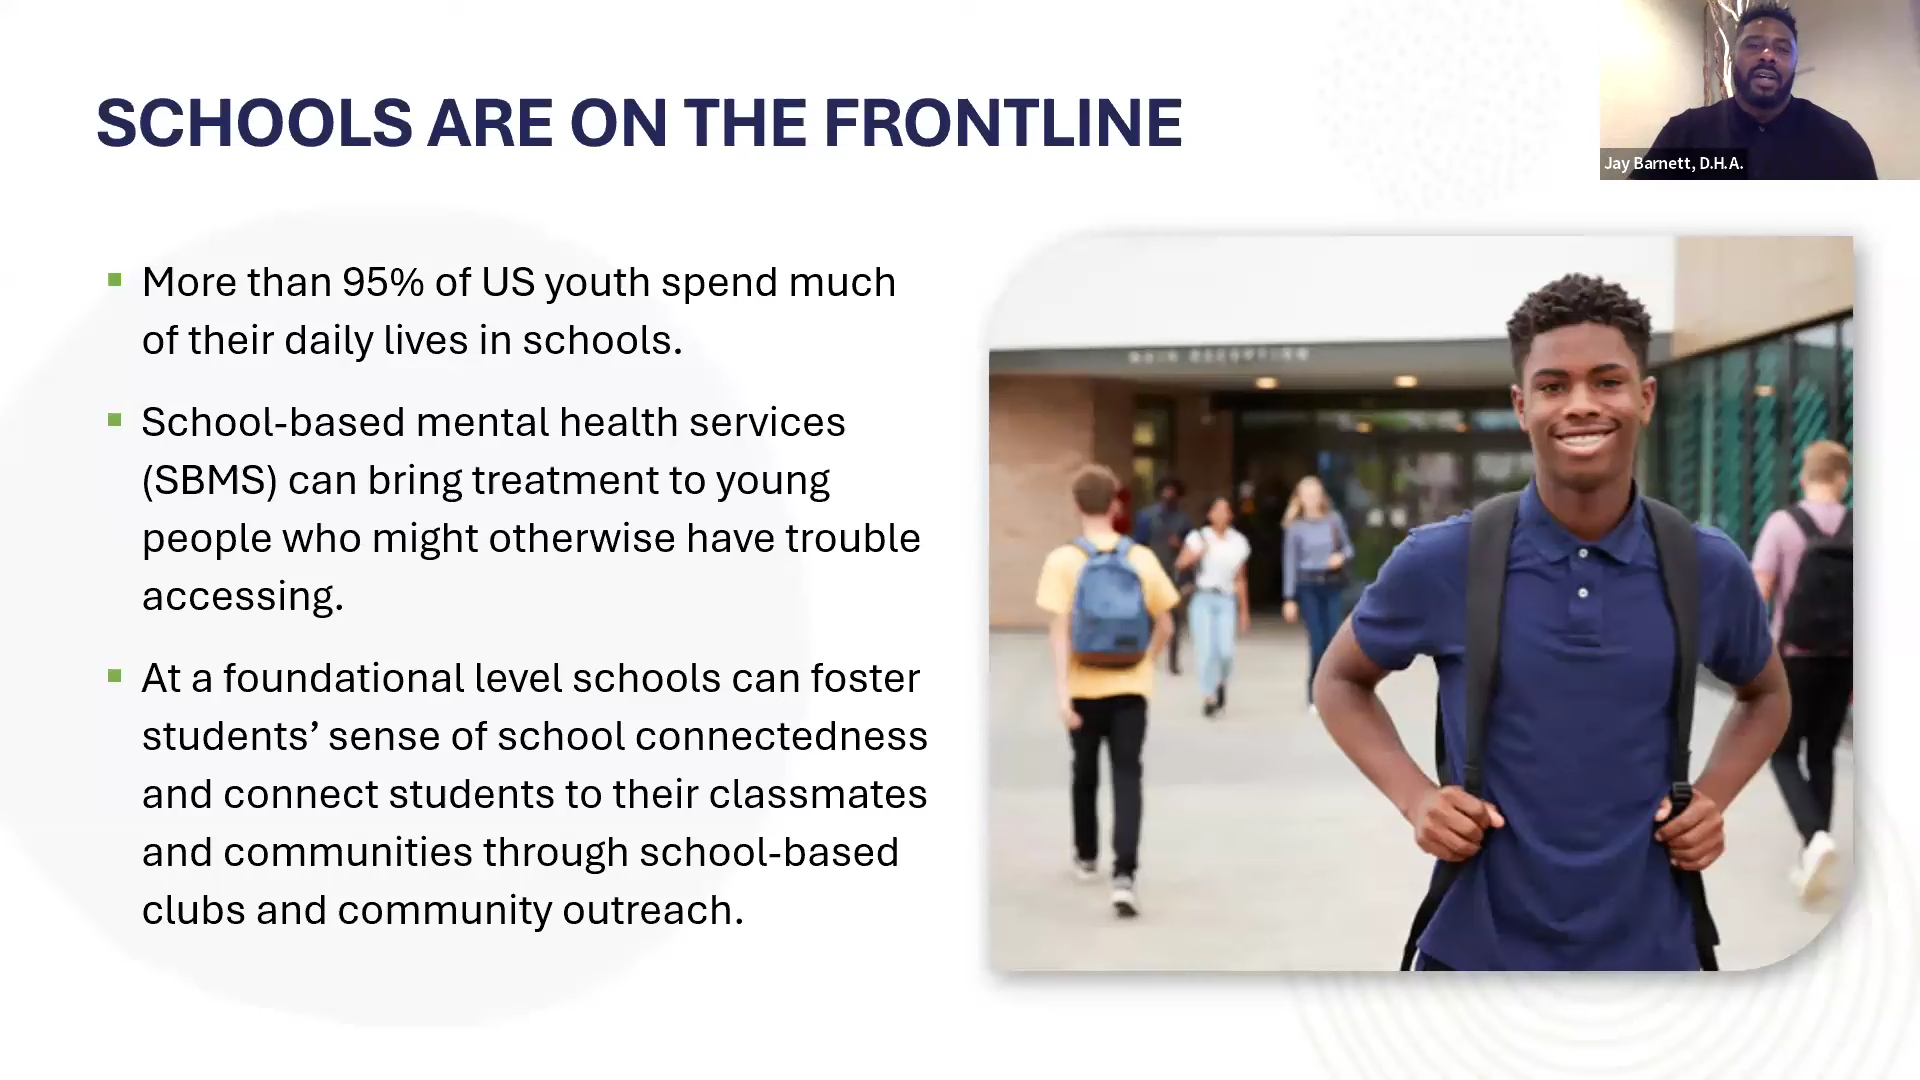 SCHOOLS ARE ON THE FRONTLINE
Jay Barnett, D.H.A.
More than 95% of US youth spend much
of their daily lives in schools.
School-based mental health services
(SBMS) can bring treatment to young
people who might otherwise have trouble
accessing.
At a foundational level schools can foster
students’ sense of school connectedness
and connect students to their classmates
and communities through school-based
clubs and community outreach.
MAIN RECEPTION